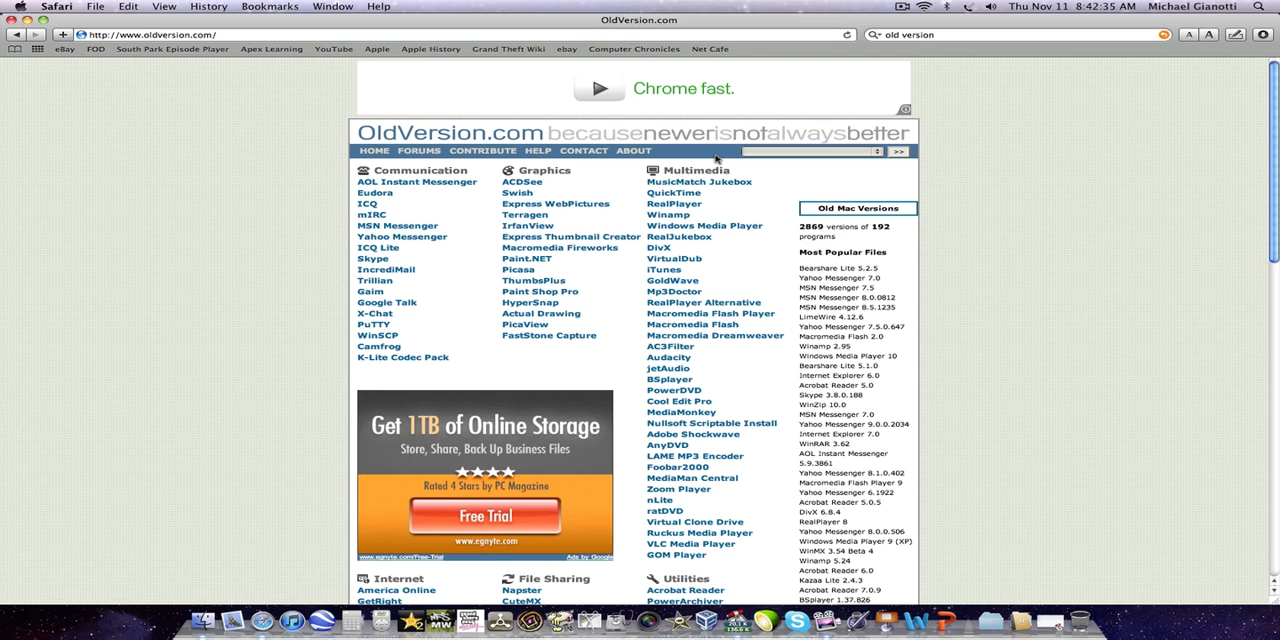 Safari File Edit View History Bookmarks Window Help Thu Nov 11 8:42:35 AM Michael Gianotti
OldVersion.com
http://www.oldversion.com/ old version
eBay FOD South Park Episode Player Apex Learning YouTube Apple Apple History Grand Theft Wiki ebay Computer Chronicles Net Cafe
Chrome fast.
OldVersion.com becausenewerisnotalwaysbetter
HOME FORUMS CONTRIBUTE HELP CONTACT ABOUT >>
Communication
AOL Instant Messenger
Eudora
ICQ
mIRC
MSN Messenger
Yahoo Messenger
ICQ Lite
Skype
IncrediMail
Trillian
Gaim
Google Talk
X-Chat
PuTTY
WinSCP
Camfrog
K-Lite Codec Pack
Graphics
ACDSee
Swish
Express WebPictures
Terragen
IrfanView
Express Thumbnail Creator
Macromedia Fireworks
Paint.NET
Picasa
ThumbsPlus
Paint Shop Pro
HyperSnap
Actual Drawing
PicaView
FastStone Capture
Multimedia
MusicMatch Jukebox
QuickTime
RealPlayer
Winamp
Windows Media Player
RealJukebox
DivX
VirtualDub
iTunes
GoldWave
Mp3Doctor
RealPlayer Alternative
Macromedia Flash Player
Macromedia Flash
Macromedia Dreamweaver
AC3Filter
Audacity
jetAudio
BSplayer
PowerDVD
Cool Edit Pro
MediaMonkey
Nullsoft Scriptable Install
Adobe Shockwave
AnyDVD
LAME MP3 Encoder
Foobar2000
MediaMan Central
Zoom Player
nLite
ratDVD
Virtual Clone Drive
Ruckus Media Player
VLC Media Player
GOM Player
Old Mac Versions
2869 versions of 192
programs
Most Popular Files
Bearshare Lite 5.2.5
Yahoo Messenger 7.0
MSN Messenger 7.5
MSN Messenger 8.0.0812
MSN Messenger 8.5.1235
LimeWire 4.12.6
Yahoo Messenger 7.5.0.647
Macromedia Flash 2.0
Winamp 2.95
Windows Media Player 10
Bearshare Lite 5.1.0
Internet Explorer 6.0
Acrobat Reader 5.0
Skype 3.8.0.188
WinZip 10.0
MSN Messenger 7.0
Yahoo Messenger 9.0.0.2034
Internet Explorer 7.0
WinRAR 3.62
AOL Instant Messenger
5.9.3861
Yahoo Messenger 8.1.0.402
Macromedia Flash Player 9
Yahoo Messenger 6.1922
Acrobat Reader 5.0.5
DivX 6.8.4
RealPlayer 8
Yahoo Messenger 8.0.0.506
Windows Media Player 9 (XP)
WinMX 3.54 Beta 4
Winamp 5.24
Acrobat Reader 6.0
Kazaa Lite 2.4.3
Acrobat Reader 7.0.9
BSplayer 1.37.826
Get 1TB of Online Storage
Store, Share, Back Up Business Files
Rated 4 Stars by PC Magazine
Free Trial
www.egnyte.com
www.egnyte.com/Free-Trial Ads by Google
Internet
America Online
GetRight
File Sharing
Napster
CuteMX
Utilities
Acrobat Reader
PowerArchiver